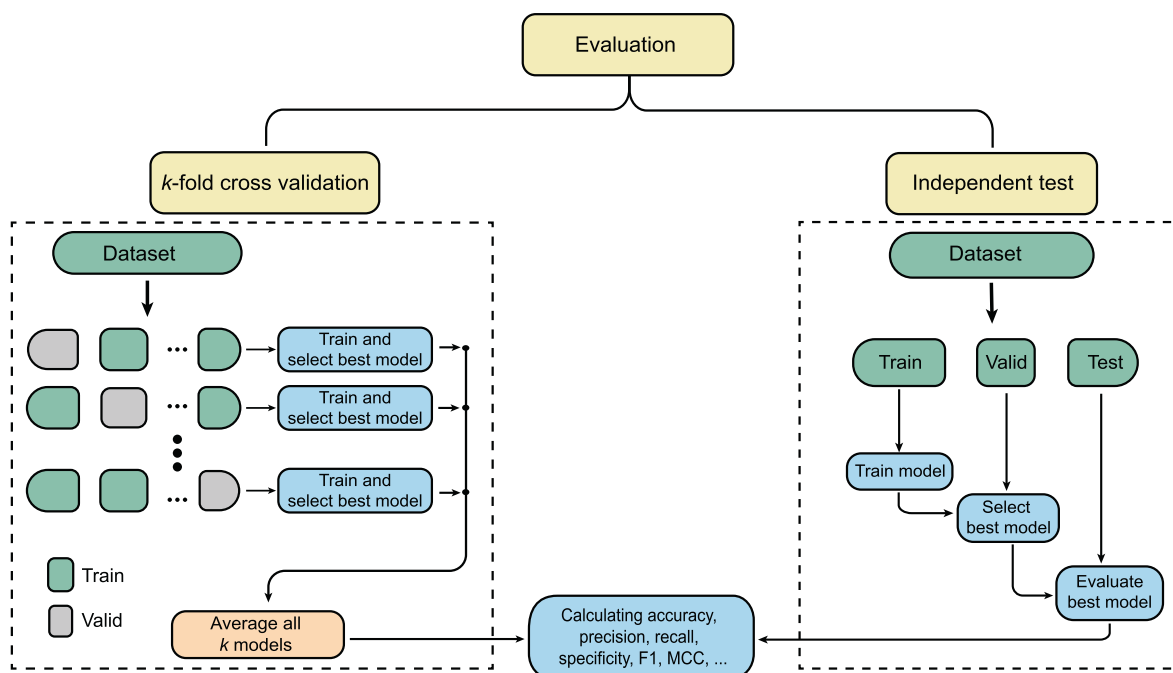 Evaluation
k-fold cross validation
Independent test
Dataset
Train and
select best model
Train and
select best model
Train and
select best model
Train
Valid
Average all
k models
Calculating accuracy,
precision, recall,
specificity, F1, MCC, ...
Dataset
Train
Valid
Test
Train model
Select
best model
Evaluate
best model